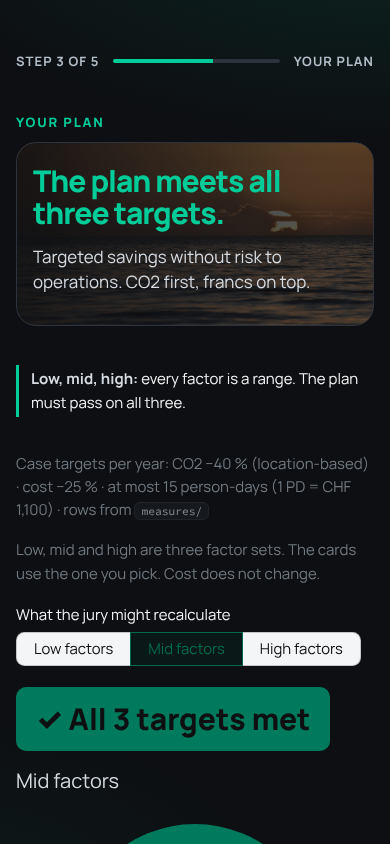 STEP 3 OF 5
YOUR PLAN
YOUR PLAN
The plan meets all
three targets.
Targeted savings without risk to
operations. CO2 first, francs on top.
Low, mid, high: every factor is a range. The plan
must pass on all three.
Case targets per year: CO2 −40 % (location-based)
· cost −25 % · at most 15 person-days (1 PD = CHF
1,100) · rows from measures/
Low, mid and high are three factor sets. The cards
use the one you pick. Cost does not change.
What the jury might recalculate
Low factors
Mid factors
High factors
✓ All 3 targets met
Mid factors